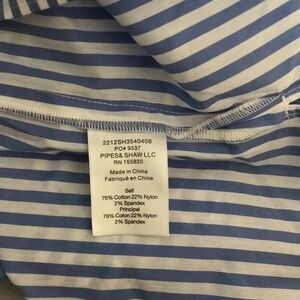 2212SH3540408
PO# 9537
PIPES& SHAW LLC
RN 155820
Made in China
Fabriqué en Chine
Self
76% Cotton 22% Nylon
2% Spandex
Principal
76% Cotton 22% Nylon
2% Spandex